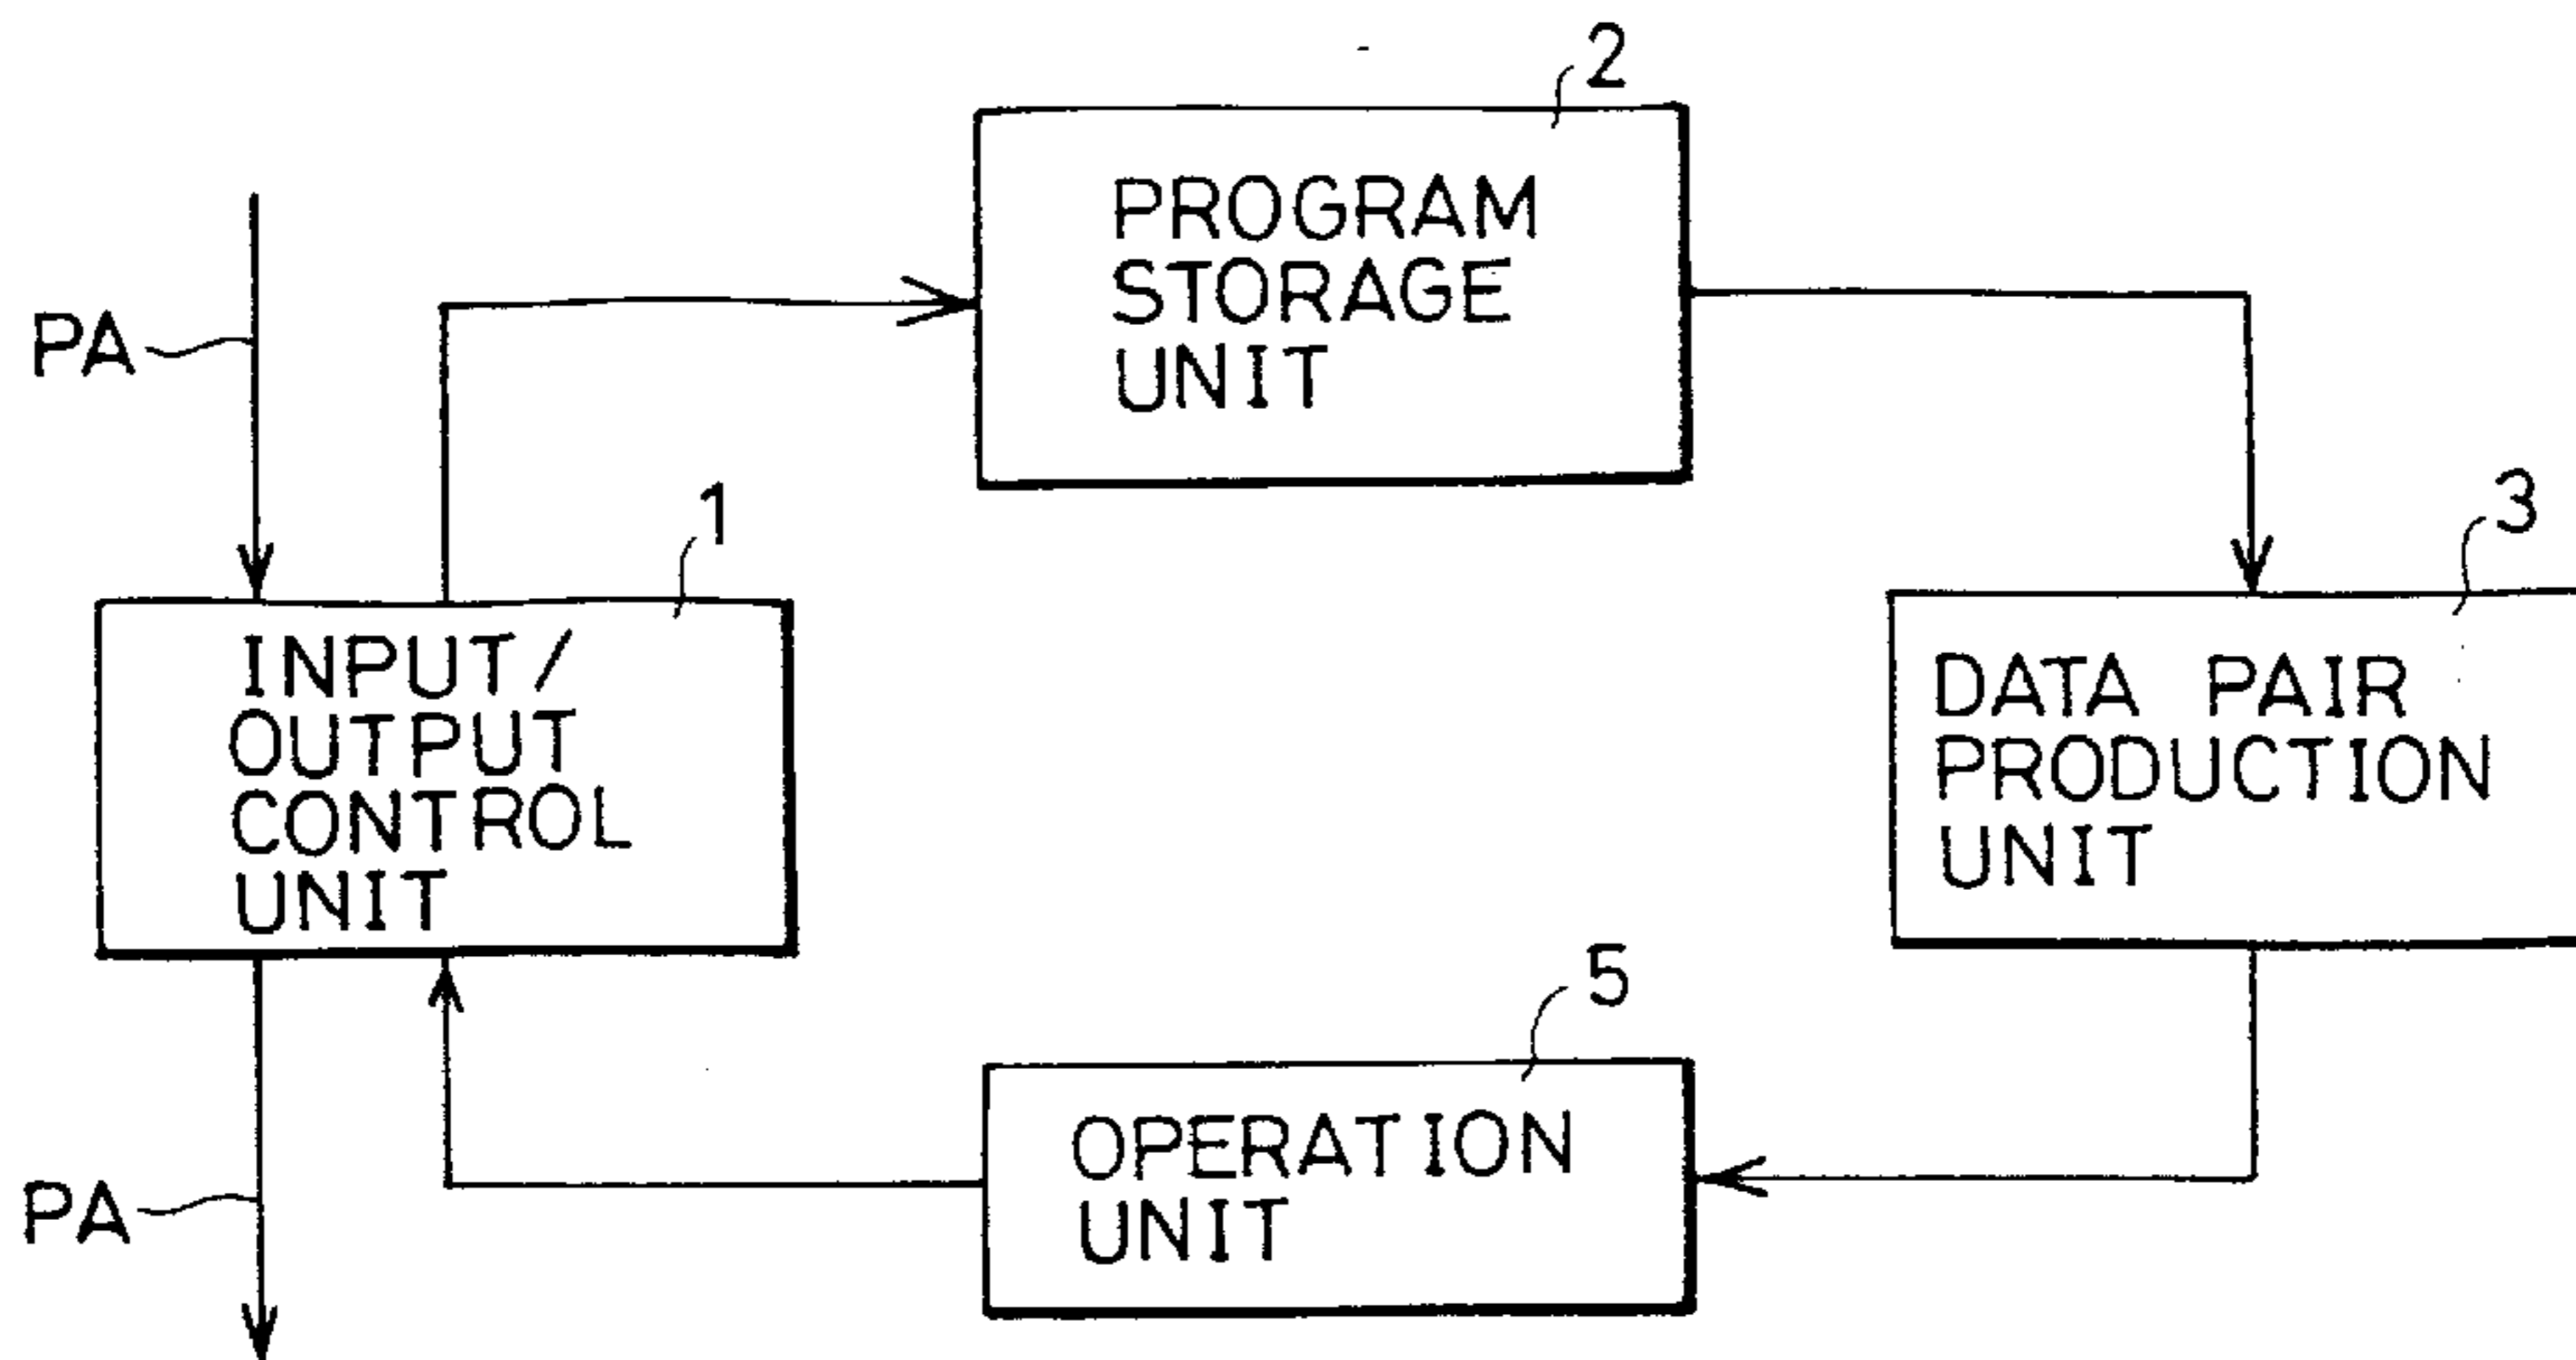 2
PROGRAM
STORAGE
UNIT
PA
1
3
INPUT/
OUTPUT
CONTROL
UNIT
DATA PAIR
PRODUCTION
UNIT
5
OPERATION
UNIT
PA